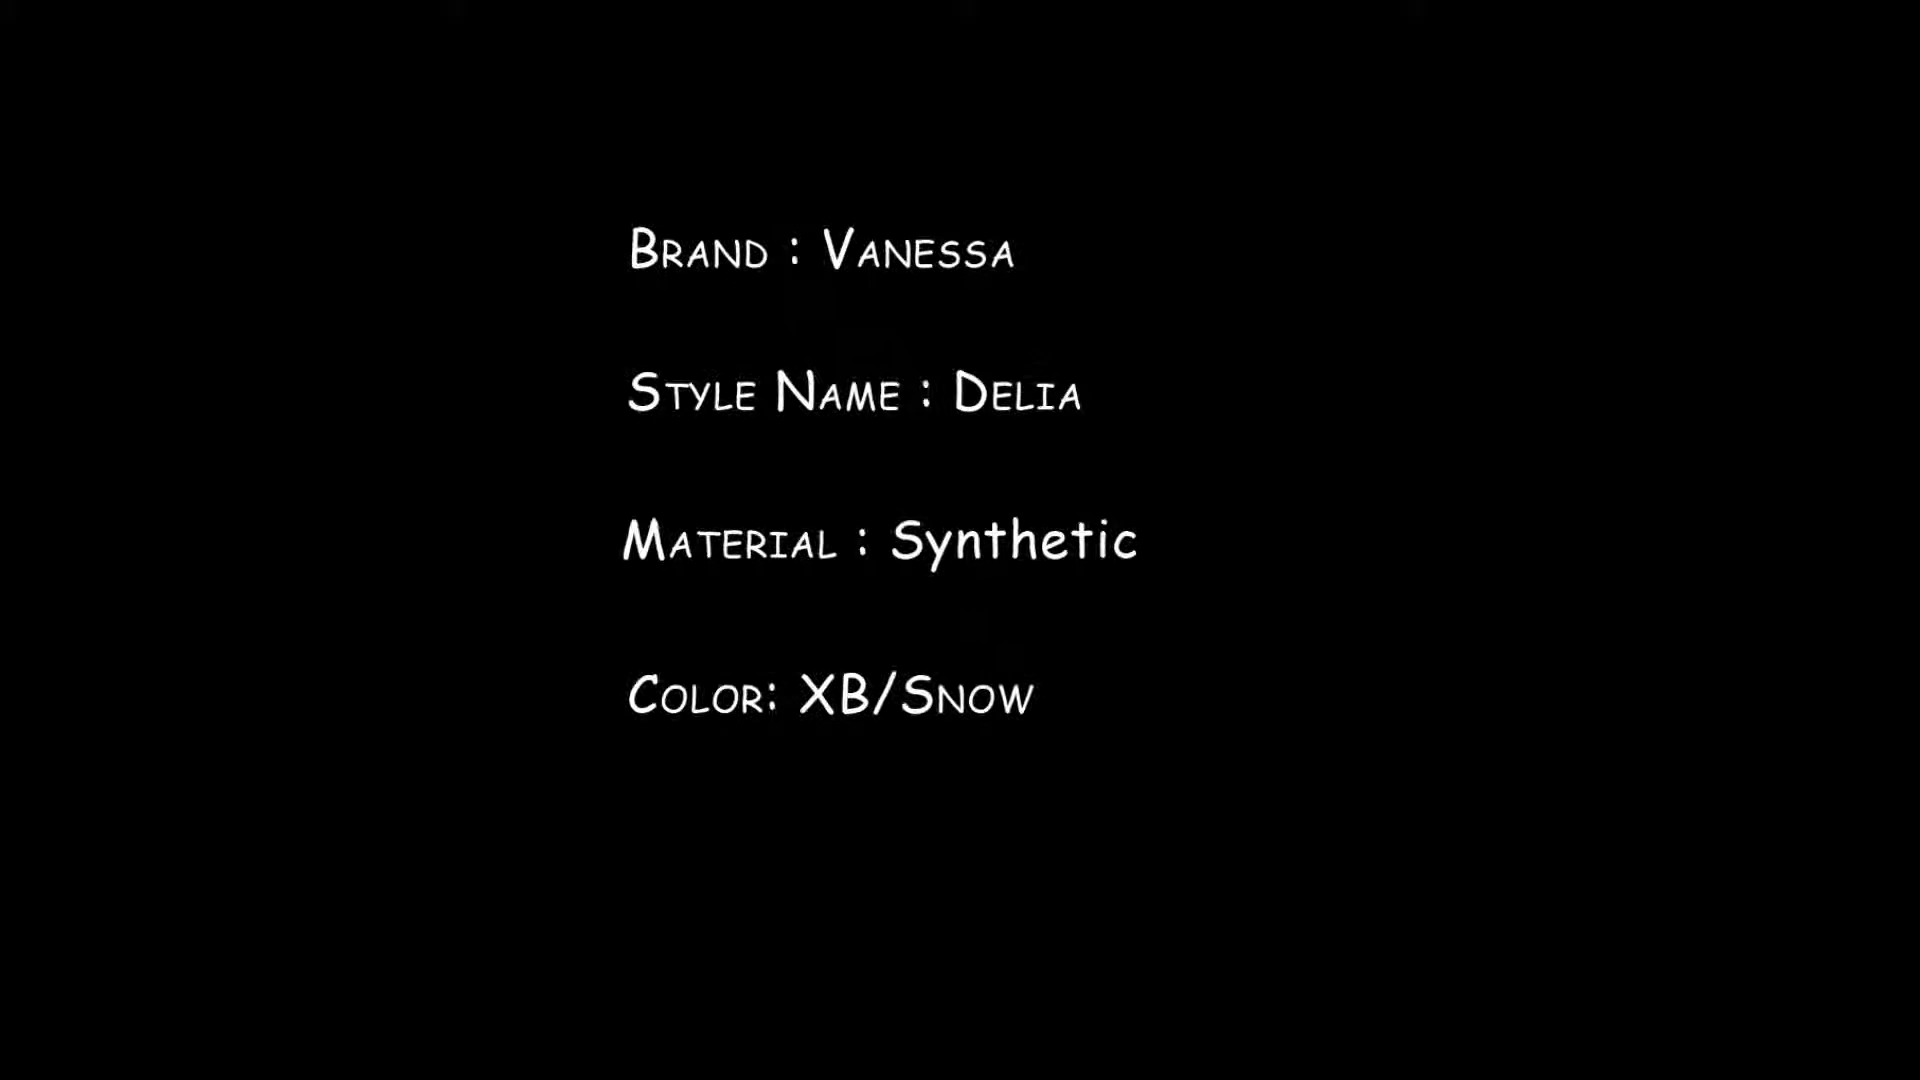 Brand : Vanessa
Style Name : Delia
Material : Synthetic
Color: XB/Snow